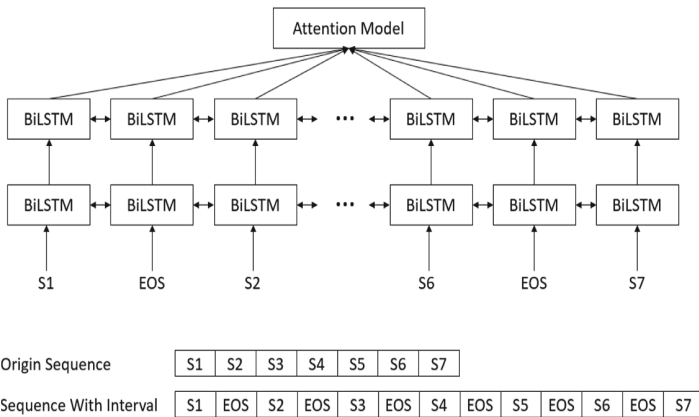 Attention Model
BiLSTM BiLSTM BiLSTM ... BiLSTM BiLSTM BiLSTM
BiLSTM BiLSTM BiLSTM ... BiLSTM BiLSTM BiLSTM
S1 EOS S2 S6 EOS S7
Origin Sequence S1 S2 S3 S4 S5 S6 S7
Sequence With Interval S1 EOS S2 EOS S3 EOS S4 EOS S5 EOS S6 EOS S7